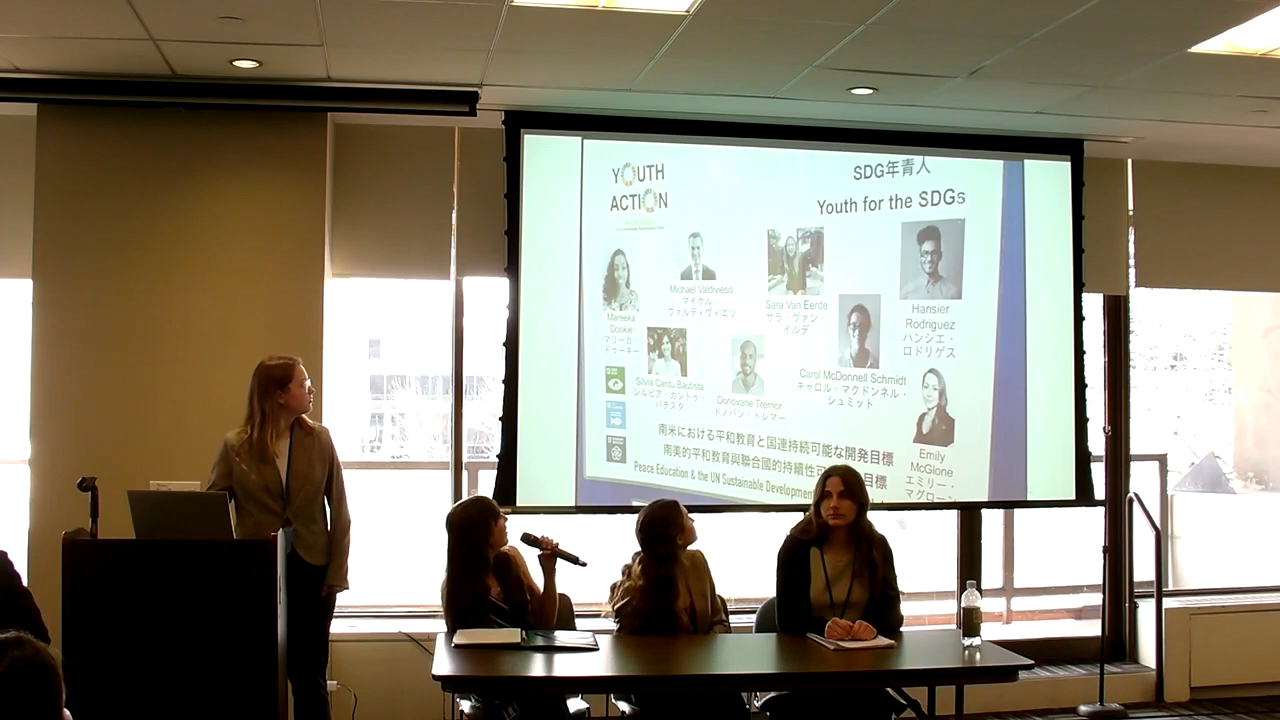 YOUTH
ACTION
SDG年青人
Youth for the SDGs
Mareeka
Dookie
マリーカ・
ドゥーキー
Michael Valdivieso
マイケル
ヴァルディヴィエソ
Sara Van Eerde
サラ・ヴァン・
イルデ
Hansier
Rodriguez
ハンシエ・
ロドリゲス
Silvia Cantu Bautista
シルビア・カントゥ・
バチスタ
Donovane Tremor
ドノバン・トレマー
Carol McDonnell Schmidt
キャロル・マクドンネル・
シュミット
Emily
McGlone
エミリー・
マグローン
南米における平和教育と国連持続可能な開発目標
南美的平和教育與聯合國的持續性可 目標
Peace Education & the UN Sustainable Development